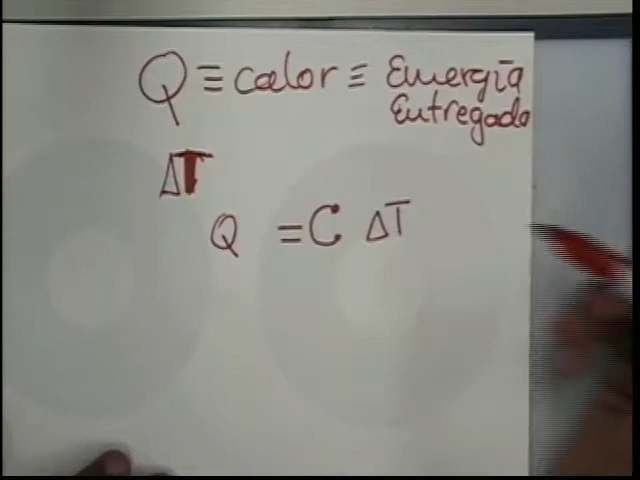 Q ≡ calor ≡ Energía
Entregada
ΔT
Q = C ΔT